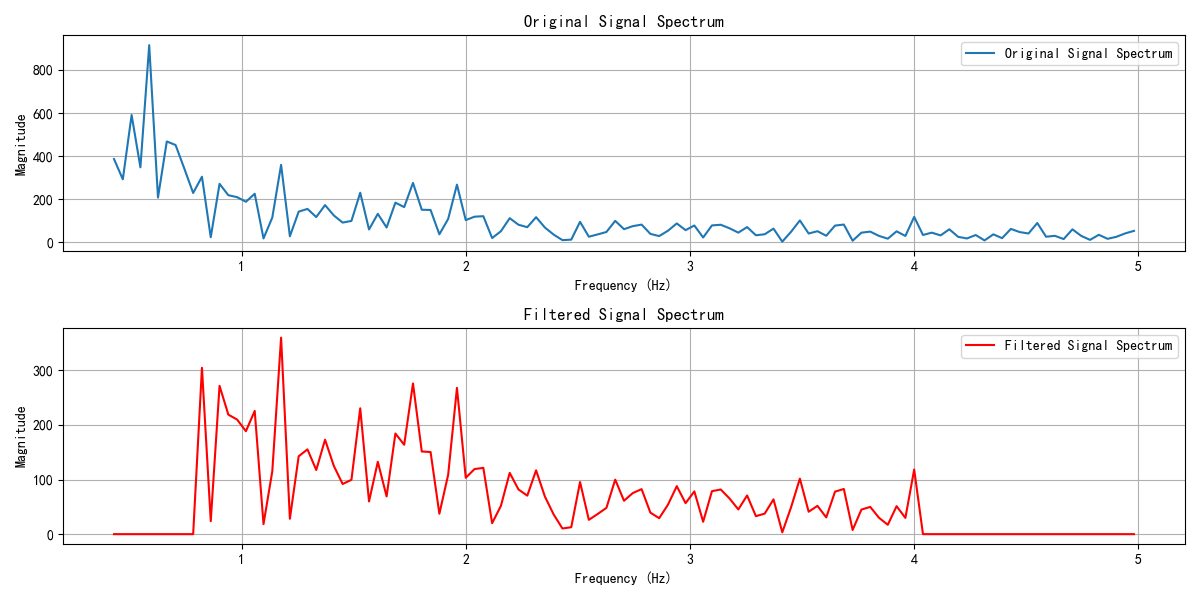 Original Signal Spectrum
Original Signal Spectrum
Magnitude
800
600
400
200
0
1 2 3 4 5
Frequency (Hz)
Filtered Signal Spectrum
Filtered Signal Spectrum
Magnitude
300
200
100
0
1 2 3 4 5
Frequency (Hz)